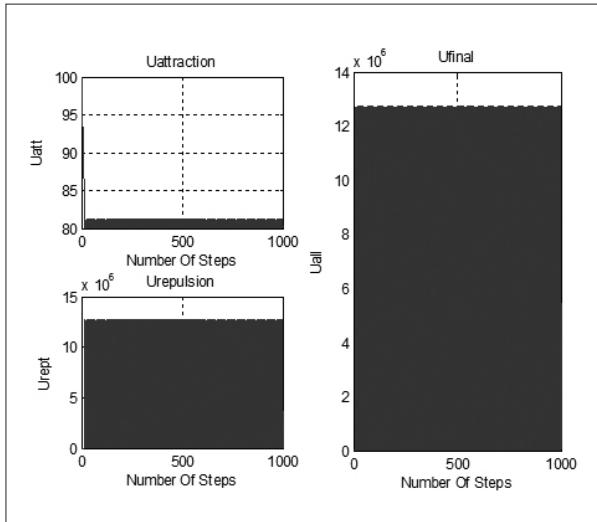 Uattraction
100
95
90
85
80
Uatt
0
500
1000
Number Of Steps
Urepulsion
x 10^6
15
10
5
0
Urept
0
500
1000
Number Of Steps
Ufinal
x 10^6
14
12
10
8
6
4
2
0
Uall
0
500
1000
Number Of Steps